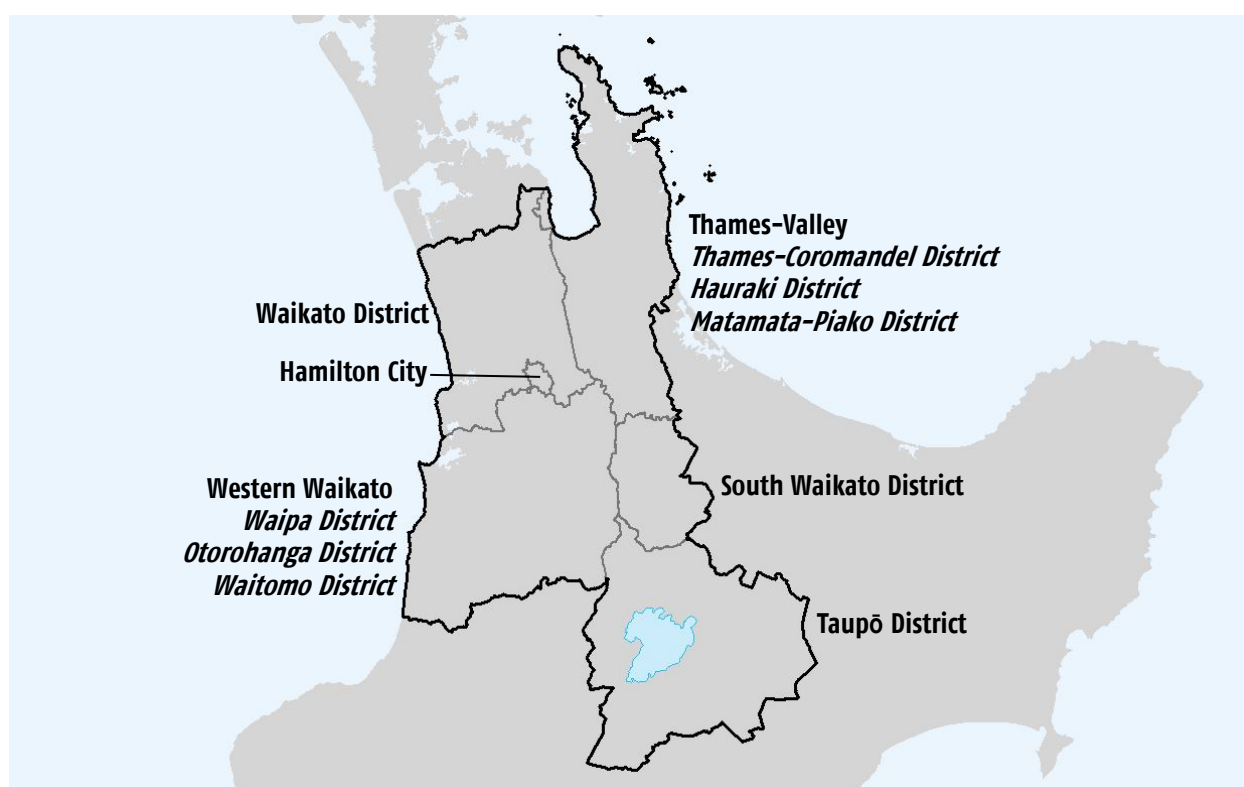 Thames-Valley
Thames-Coromandel District
Hauraki District
Matamata-Piako District
Waikato District
Hamilton City
Western Waikato
Waipa District
Otorohanga District
Waitomo District
South Waikato District
Taupō District